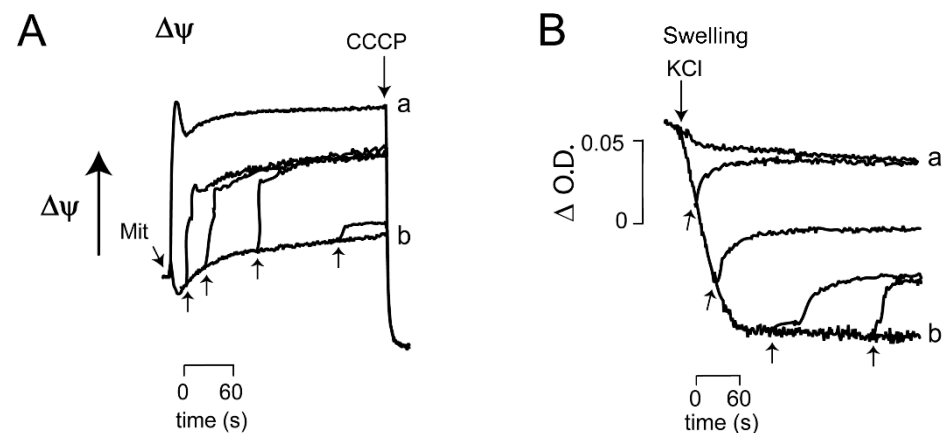 A
Δψ
CCCP
a
Δψ
Mit
b
0 60
time (s)
B
Swelling
KCl
0.05
0
Δ O.D.
a
b
0 60
time (s)